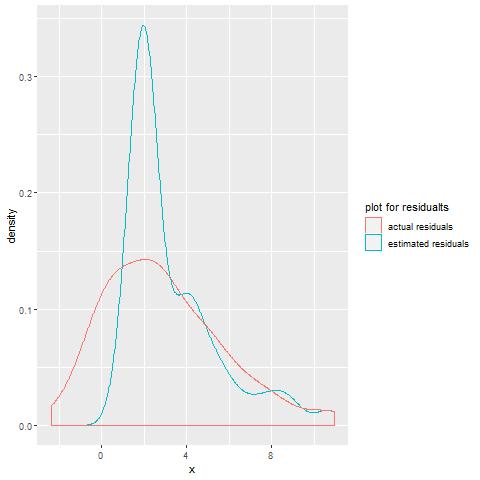 0.3
0.2
0.1
0.0
density
0
4
8
x
plot for residualts
actual residuals
estimated residuals